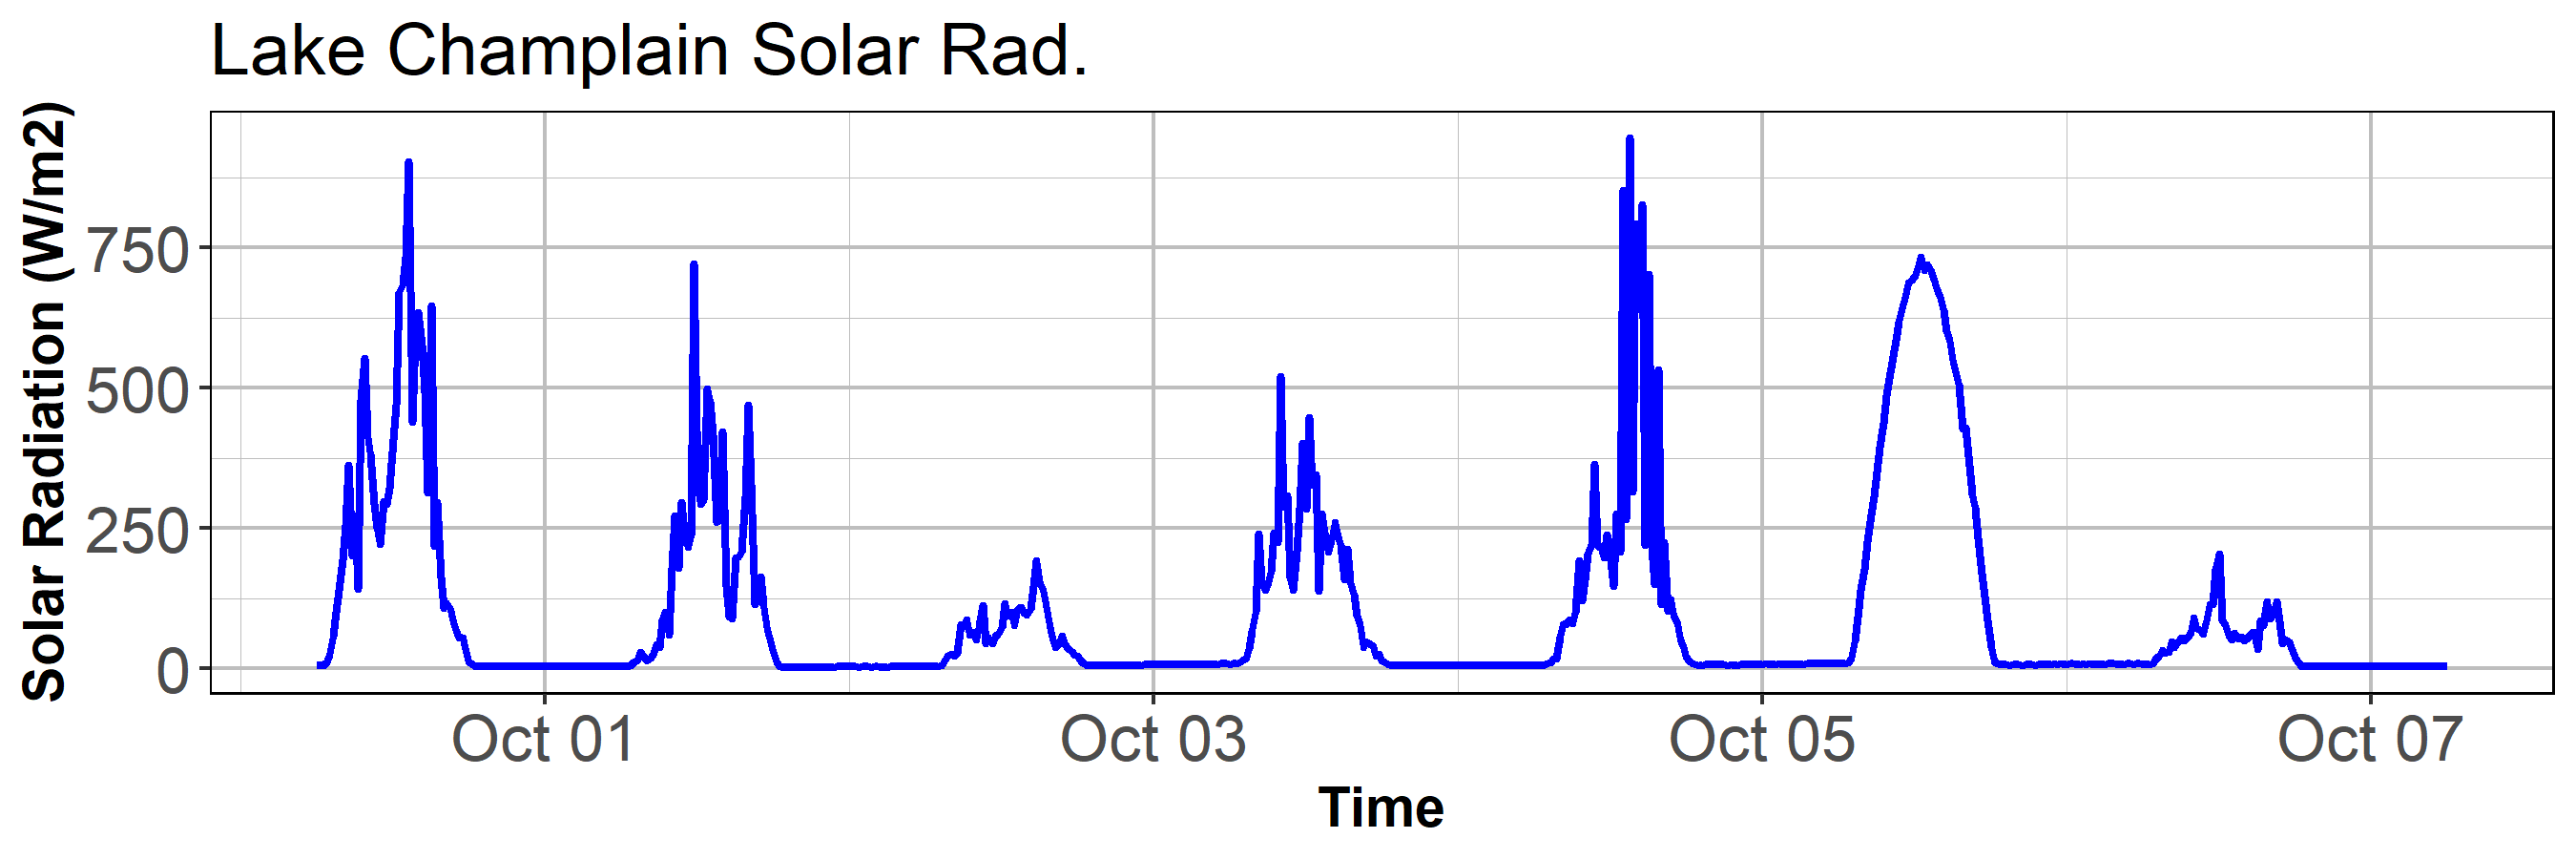 Lake Champlain Solar Rad.
Solar Radiation (W/m2)
750
500
250
0
Oct 01 Oct 03 Oct 05 Oct 07
Time